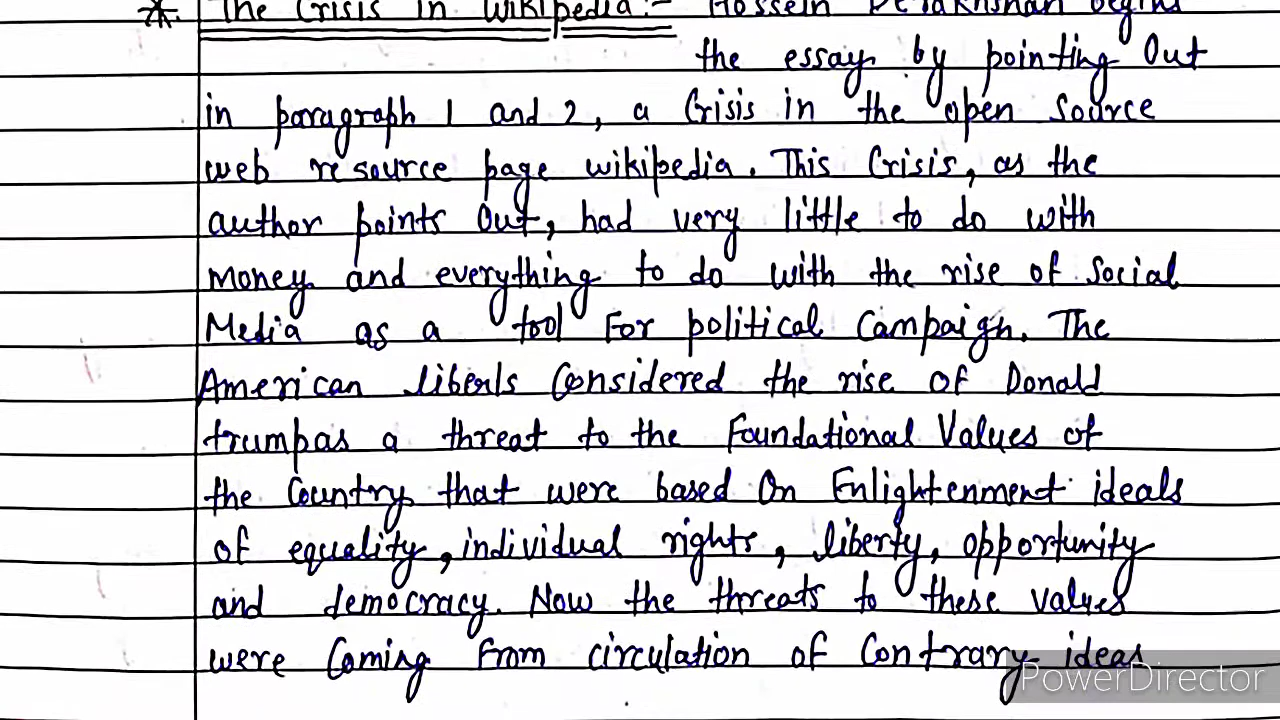 * The Crisis in Wikipedia:- Hossein Derakhshan begins
the essay by pointing Out
in paragraph 1 and 2, a Crisis in the open Source
web resource page wikipedia. This Crisis, as the
author points Out, had very little to do with
money and everything to do with the rise of Social
Media as a tool For political Campaign. The
American liberls Considered the rise of Donald
trump as a threat to the Foundational Values of
the Country that were based On Enlightenment ideals
of equality, individual rights, liberty, opportunity
and democracy. Now the threats to these values
were Coming From circulation of Contrary ideas
PowerDirector